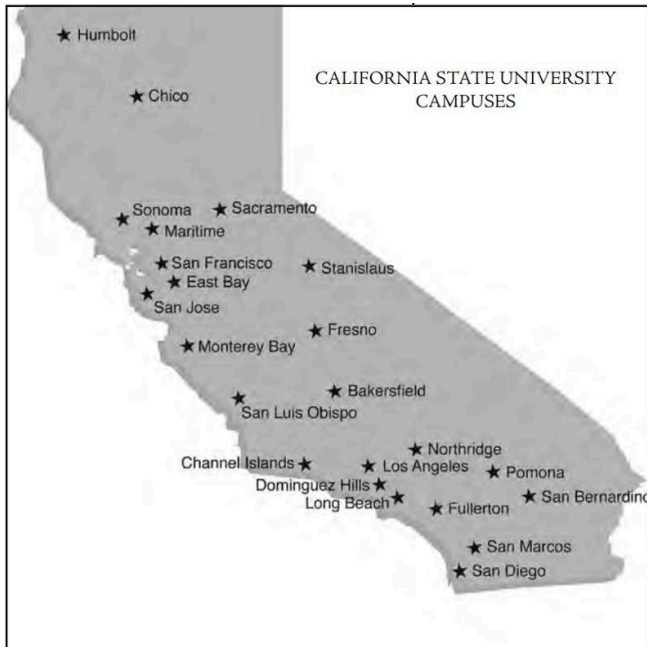 Humbolt
CALIFORNIA STATE UNIVERSITY
CAMPUSES
Chico
Sonoma
Sacramento
Maritime
San Francisco
Stanislaus
East Bay
San Jose
Fresno
Monterey Bay
Bakersfield
San Luis Obispo
Northridge
Channel Islands
Los Angeles
Pomona
Dominguez Hills
San Bernardino
Long Beach
Fullerton
San Marcos
San Diego